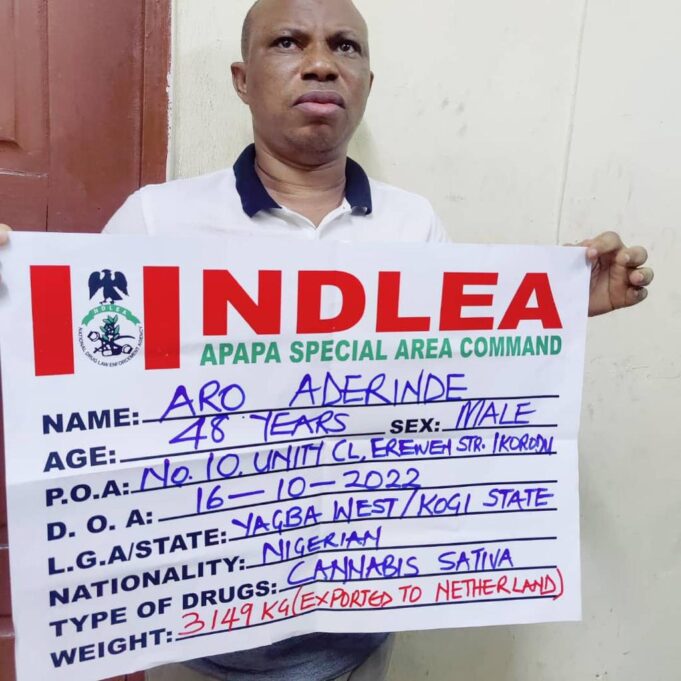 NDLEA
NDLEA
NATIONAL DRUG LAW ENFORCEMENT AGENCY
APAPA SPECIAL AREA COMMAND
NAME: ARO ADERINDE
AGE: 48 YEARS SEX: MALE
P.O.A: NO. 10, UNITY CL, EREWEH STR. IKORODU
D. O. A: 16-10-2022
L.G.A/STATE: YAGBA WEST/KOGI STATE
NATIONALITY: NIGERIAN
TYPE OF DRUGS: CANNABIS SATIVA
WEIGHT: 3149 KG (EXPORTED TO NETHERLAND)